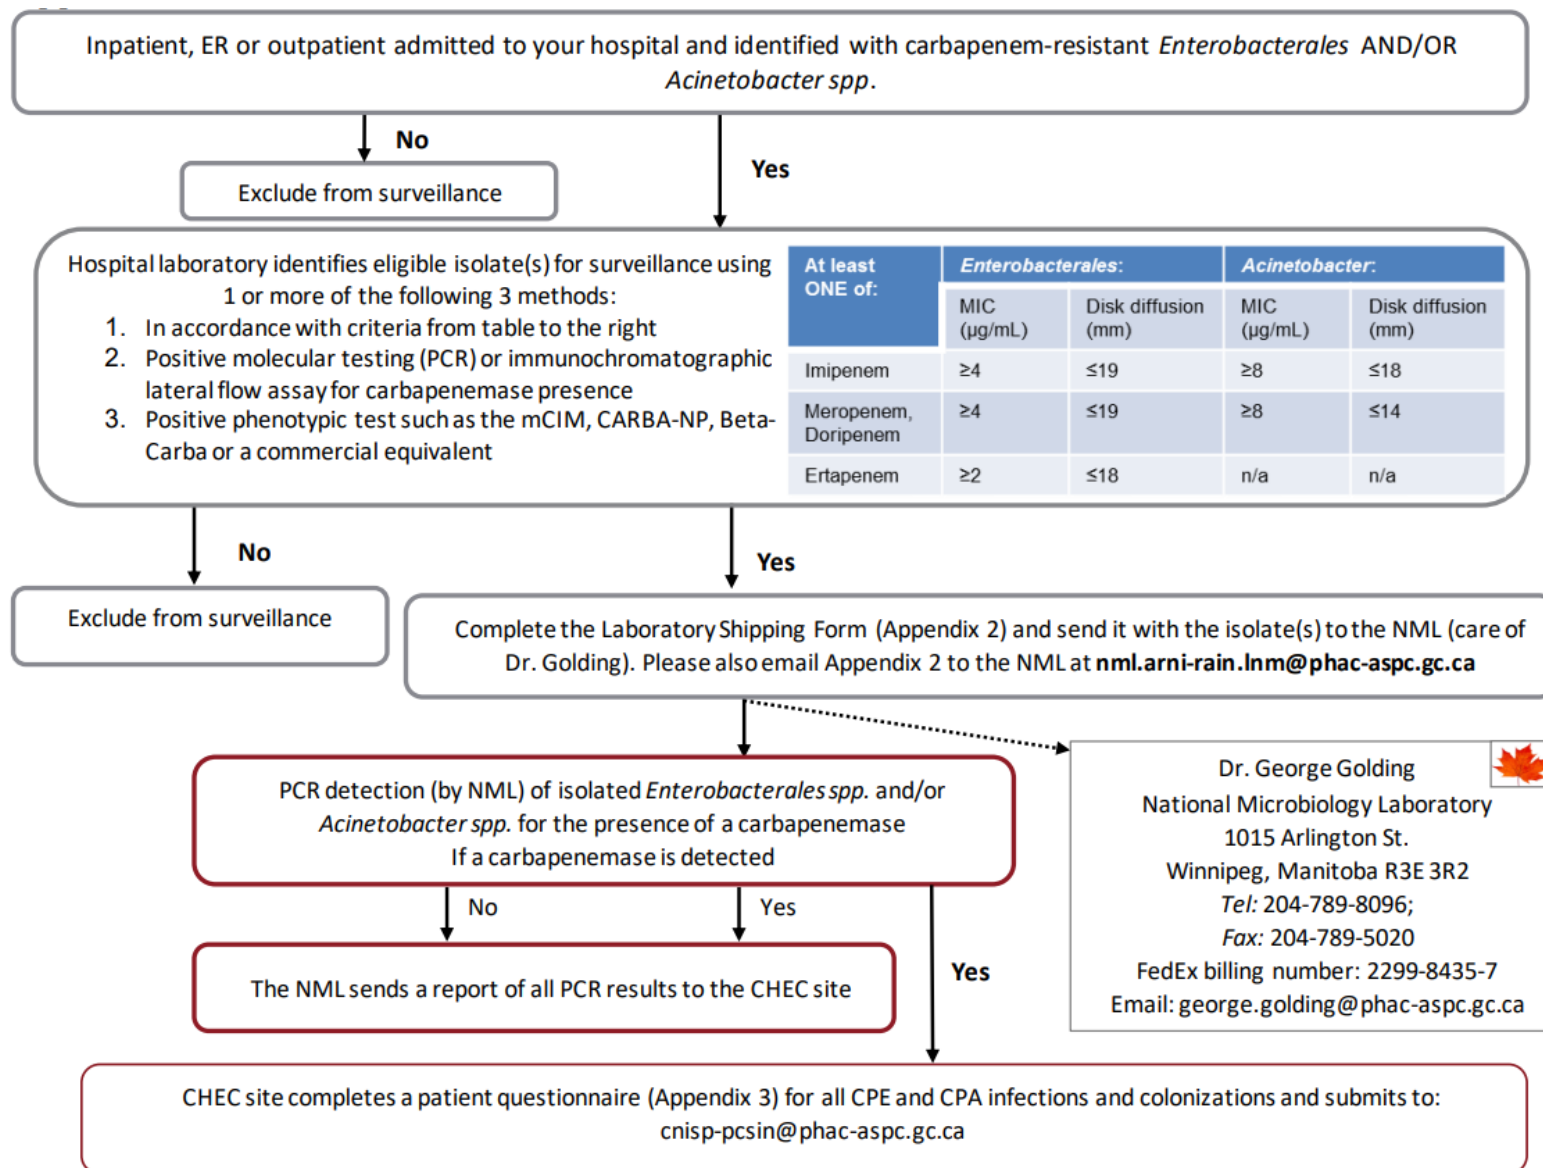 Inpatient, ER or outpatient admitted to your hospital and identified with carbapenem-resistant Enterobacterales AND/OR
Acinetobacter spp.
No
Yes
Exclude from surveillance
Hospital laboratory identifies eligible isolate(s) for surveillance using
1 or more of the following 3 methods:
1. In accordance with criteria from table to the right
2. Positive molecular testing (PCR) or immunochromatographic
lateral flow assay for carbapenemase presence
3. Positive phenotypic test such as the mCIM, CARBA-NP, Beta-
Carba or a commercial equivalent
At least
ONE of:
Enterobacterales:
Acinetobacter:
MIC
(µg/mL)
Disk diffusion
(mm)
MIC
(µg/mL)
Disk diffusion
(mm)
Imipenem ≥4 ≤19 ≥8 ≤18
Meropenem,
Doripenem
≥4 ≤19 ≥8 ≤14
Ertapenem ≥2 ≤18 n/a n/a
No
Yes
Exclude from surveillance
Complete the Laboratory Shipping Form (Appendix 2) and send it with the isolate(s) to the NML (care of
Dr. Golding). Please also email Appendix 2 to the NML at nml.arni-rain.lnm@phac-aspc.gc.ca
PCR detection (by NML) of isolated Enterobacterales spp. and/or
Acinetobacter spp. for the presence of a carbapenemase
If a carbapenemase is detected
No
Yes
Yes
The NML sends a report of all PCR results to the CHEC site
Dr. George Golding
National Microbiology Laboratory
1015 Arlington St.
Winnipeg, Manitoba R3E 3R2
Tel: 204-789-8096;
Fax: 204-789-5020
FedEx billing number: 2299-8435-7
Email: george.golding@phac-aspc.gc.ca
CHEC site completes a patient questionnaire (Appendix 3) for all CPE and CPA infections and colonizations and submits to:
cnisp-pcsin@phac-aspc.gc.ca